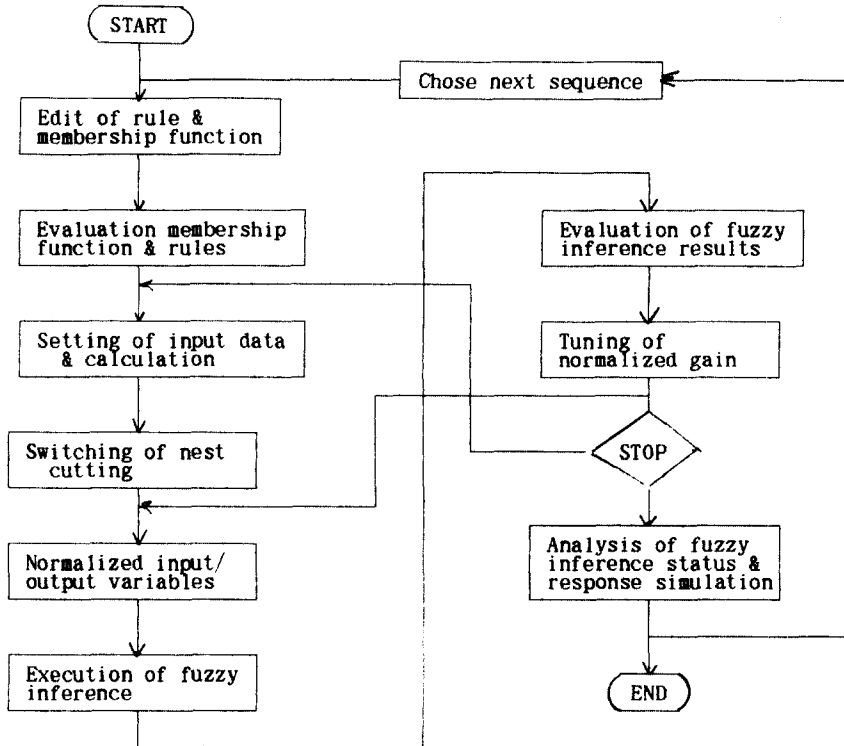 START
Chose next sequence
Edit of rule &
membership function
Evaluation membership
function & rules
Setting of input data
& calculation
Switching of nest
cutting
Normalized input/
output variables
Execution of fuzzy
inference
Evaluation of fuzzy
inference results
Tuning of
normalized gain
STOP
Analysis of fuzzy
inference status &
response simulation
END